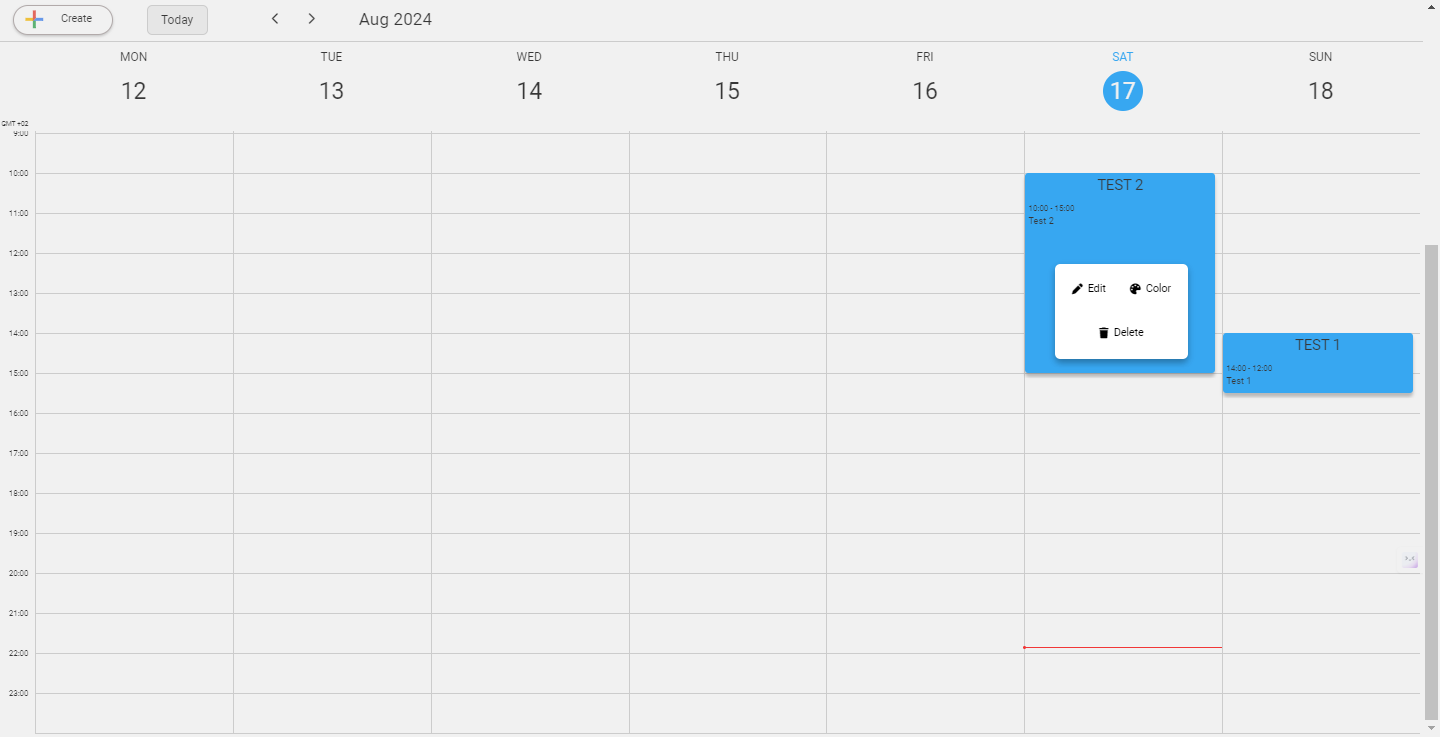 Create
Today
Aug 2024
MON
TUE
WED
THU
FRI
SAT
SUN
12
13
14
15
16
17
18
GMT +02
9:00
10:00
11:00
12:00
13:00
14:00
15:00
16:00
17:00
18:00
19:00
20:00
21:00
22:00
23:00
TEST 2
10:00 - 15:00
Test 2
Edit
Color
Delete
TEST 1
14:00 - 12:00
Test 1